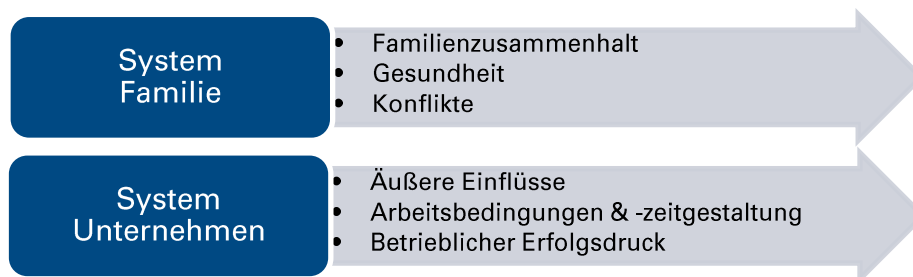 System
Familie
• Familienzusammenhalt
• Gesundheit
• Konflikte
System
Unternehmen
• Äußere Einflüsse
• Arbeitsbedingungen & -zeitgestaltung
• Betrieblicher Erfolgsdruck